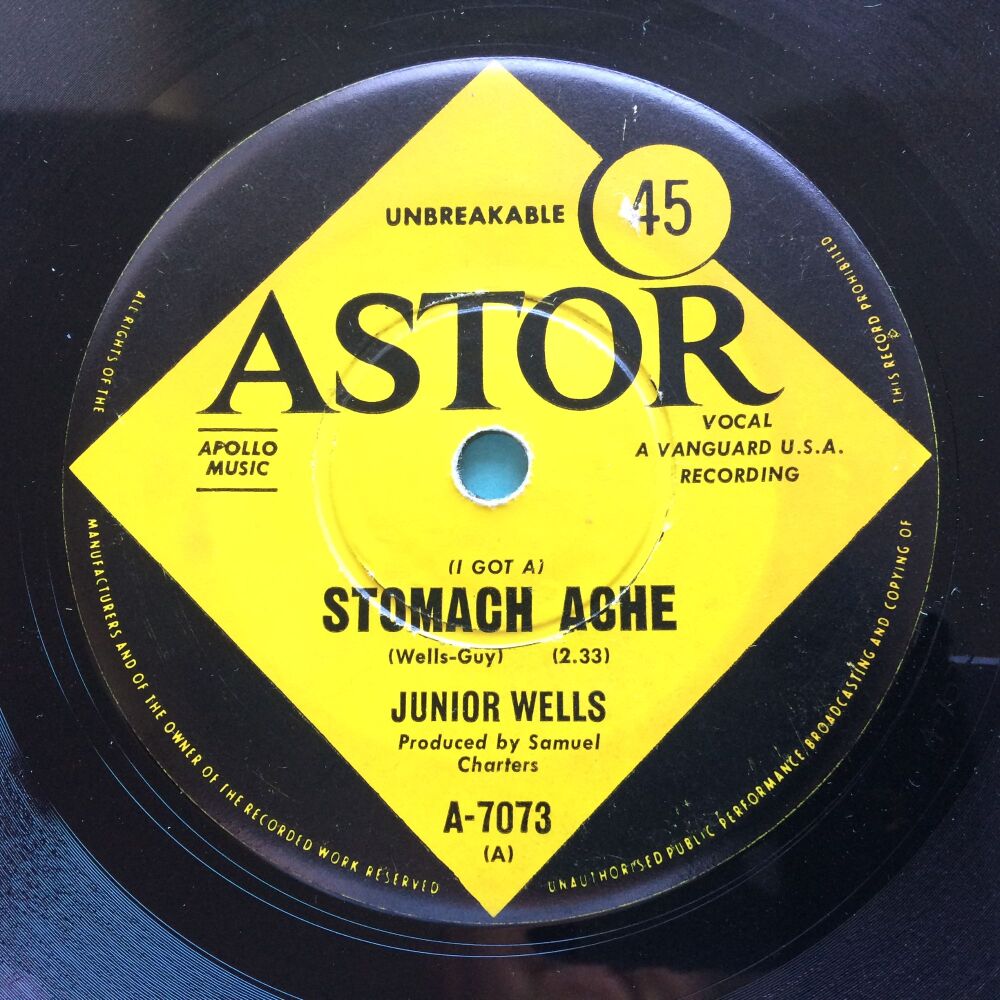 UNBREAKABLE
45
ASTOR
APOLLO
MUSIC
VOCAL
A VANGUARD U.S.A.
RECORDING
(I GOT A)
STOMACH ACHE
(Wells-Guy) (2.33)
JUNIOR WELLS
Produced by Samuel
Charters
A-7073
(A)
ALL RIGHTS OF THE
MANUFACTURERS AND OF THE OWNER OF THE RECORDED WORK RESERVED
UNAUTHORISED PUBLIC PERFORMANCE, BROADCASTING AND COPYING OF
THIS RECORD PROHIBITED